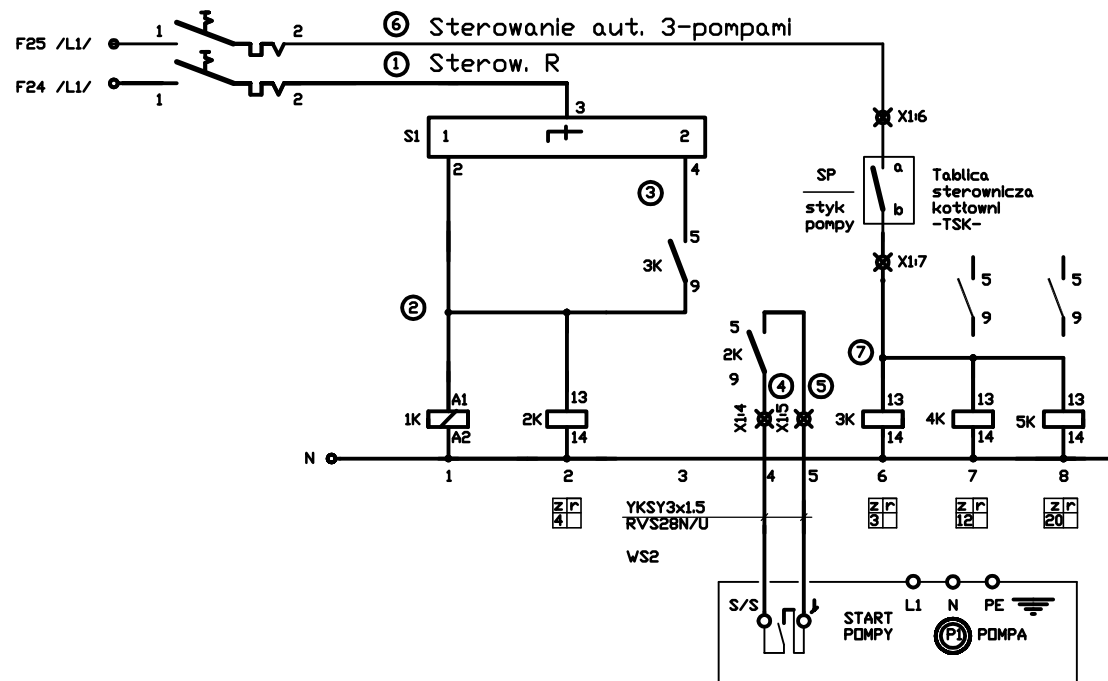 6 Sterowanie aut. 3-pompami
F25 /L1/ 1 2
1 Sterow. R
F24 /L1/ 1 2
3
S1 1 2
2 4
X1:6
SP
styk
pompy
a
b
Tablica
sterownicza
kotłowni
-TSK-
3
5
3K
9
X1:7
5
9
5
9
2
5
2K
9
4
5
7
X1:4
X1:5
1K A1
A2
2K 13
14
3K 13
14
4K 13
14
5K 13
14
N
1 2 3 4 5 6 7 8
z r
4
z r
3
z r
12
z r
20
YKSY3x1.5
RVS28N/U
WS2
S/S
START
POMPY
L1 N PE
P1 POMPA